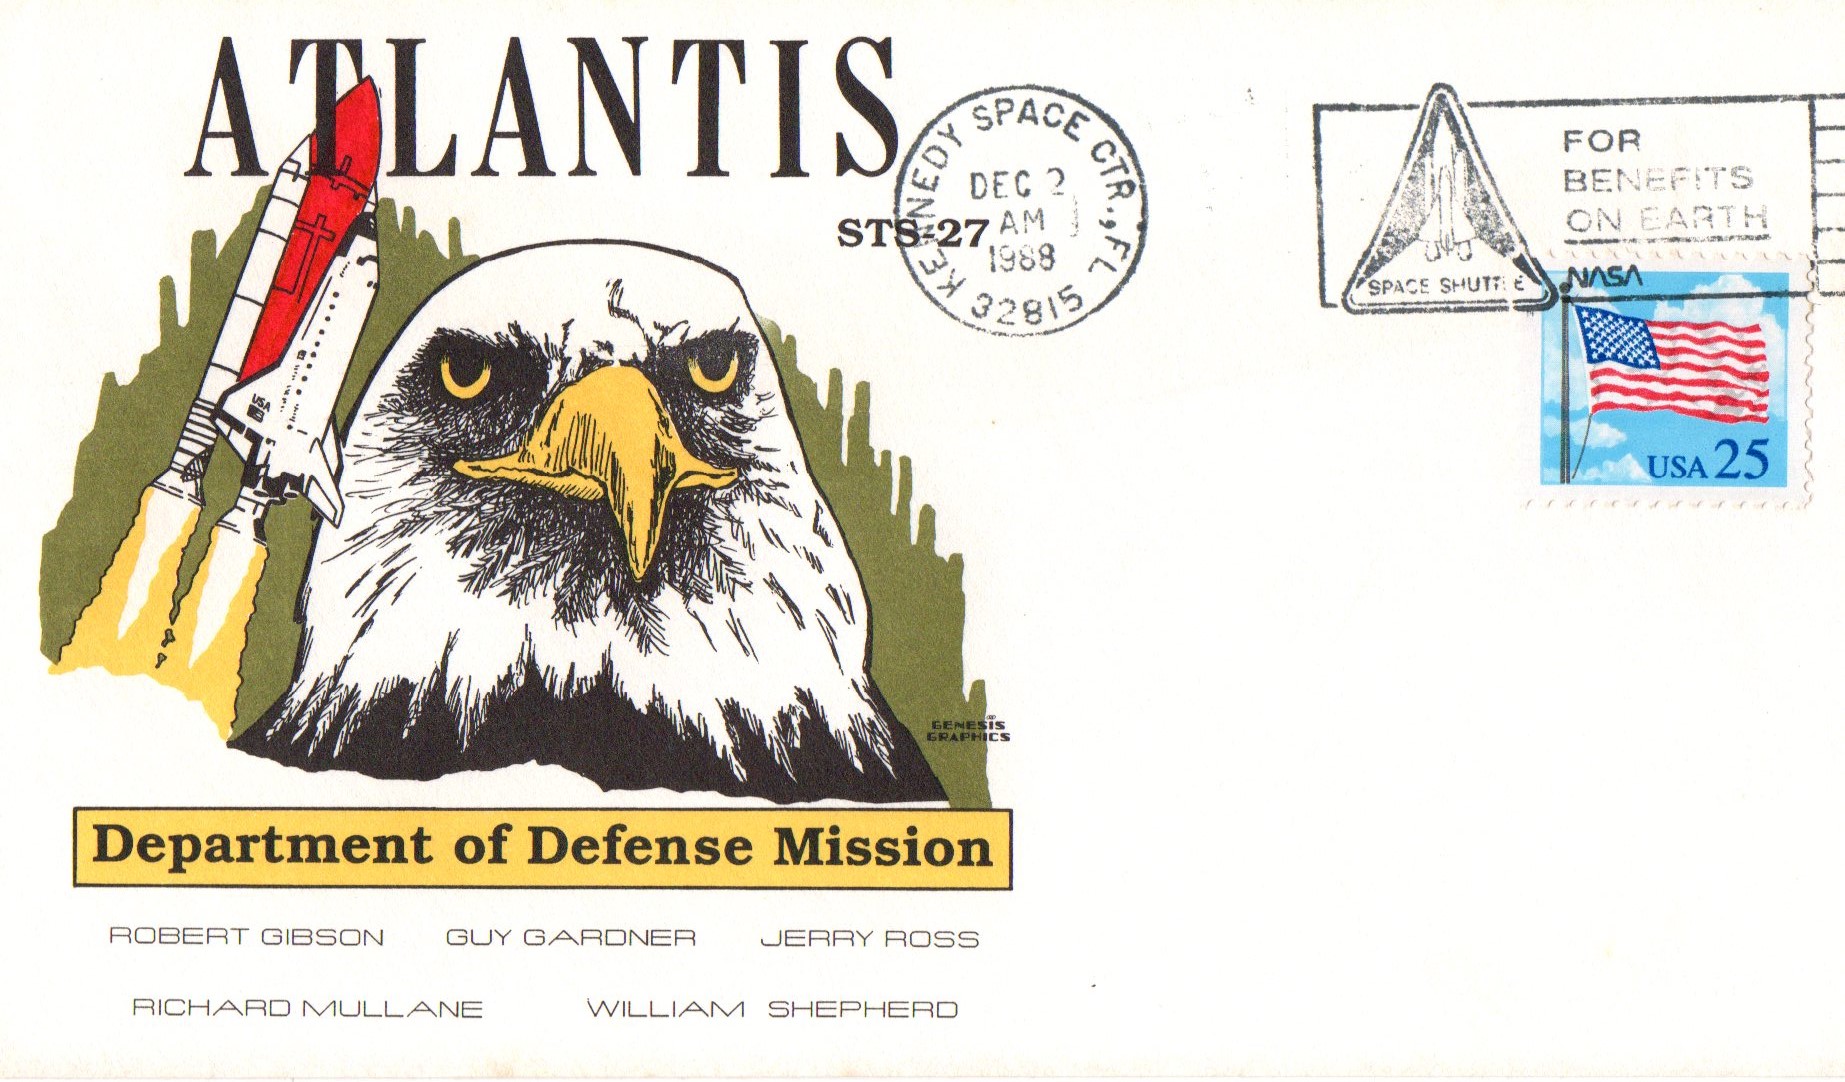 ATLANTIS
STS-27
KENNEDY SPACE CTR., FL
DEC 2
AM
1988
32815
FOR
BENEFITS
ON EARTH
SPACE SHUTTLE
NASA
USA 25
USA
GENESIS
GRAPHICS
Department of Defense Mission
ROBERT GIBSON GUY GARDNER JERRY ROSS
RICHARD MULLANE WILLIAM SHEPHERD